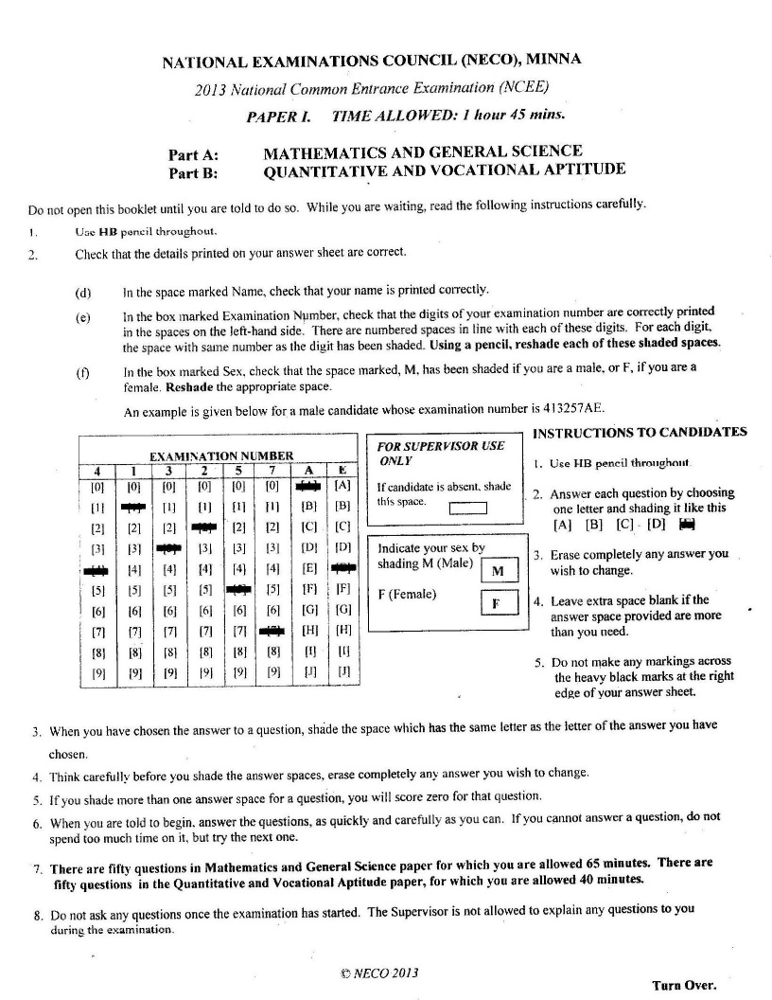 NATIONAL EXAMINATIONS COUNCIL (NECO), MINNA
2013 National Common Entrance Examination (NCEE)
PAPER I. TIME ALLOWED: 1 hour 45 mins.
Part A: MATHEMATICS AND GENERAL SCIENCE
Part B: QUANTITATIVE AND VOCATIONAL APTITUDE
Do not open this booklet until you are told to do so. While you are waiting, read the following instructions carefully.
1. Use HB pencil throughout.
2. Check that the details printed on your answer sheet are correct.
(d) In the space marked Name, check that your name is printed correctly.
(e) In the box marked Examination Number, check that the digits of your examination number are correctly printed
in the spaces on the left-hand side. There are numbered spaces in line with each of these digits. For each digit,
the space with same number as the digit has been shaded. Using a pencil, reshade each of these shaded spaces.
(f) In the box marked Sex, check that the space marked, M, has been shaded if you are a male, or F, if you are a
female. Reshade the appropriate space.
An example is given below for a male candidate whose examination number is 413257AE.
EXAMINATION NUMBER
4 1 3 2 5 7 A E
[0] [0] [0] [0] [0] [0] [A]
[1] [1] [1] [1] [1] [B] [B]
[2] [2] [2] [2] [2] [C] [C]
[3] [3] [3] [3] [3] [D] [D]
[4] [4] [4] [4] [4] [E]
[5] [5] [5] [5] [5] [F] [F]
[6] [6] [6] [6] [6] [6] [G] [G]
[7] [7] [7] [7] [7] [H] [H]
[8] [8] [8] [8] [8] [8] [I] [I]
[9] [9] [9] [9] [9] [9] [J] [J]
FOR SUPERVISOR USE
ONLY
If candidate is absent, shade
this space.
Indicate your sex by
shading M (Male) M
F (Female) F
INSTRUCTIONS TO CANDIDATES
1. Use HB pencil throughout.
2. Answer each question by choosing
one letter and shading it like this
[A] [B] [C] - [D]
3. Erase completely any answer you
wish to change.
4. Leave extra space blank if the
answer space provided are more
than you need.
5. Do not make any markings across
the heavy black marks at the right
edge of your answer sheet.
3. When you have chosen the answer to a question, shade the space which has the same letter as the letter of the answer you have
chosen.
4. Think carefully before you shade the answer spaces, erase completely any answer you wish to change.
5. If you shade more than one answer space for a question, you will score zero for that question.
6. When you are told to begin. answer the questions, as quickly and carefully as you can. If you cannot answer a question, do not
spend too much time on it, but try the next one.
7. There are fifty questions in Mathematics and General Science paper for which you are allowed 65 minutes. There are
fifty questions in the Quantitative and Vocational Aptitude paper, for which you are allowed 40 minutes.
8. Do not ask any questions once the examination has started. The Supervisor is not allowed to explain any questions to you
during the examination.
© NECO 2013
Turn Over.